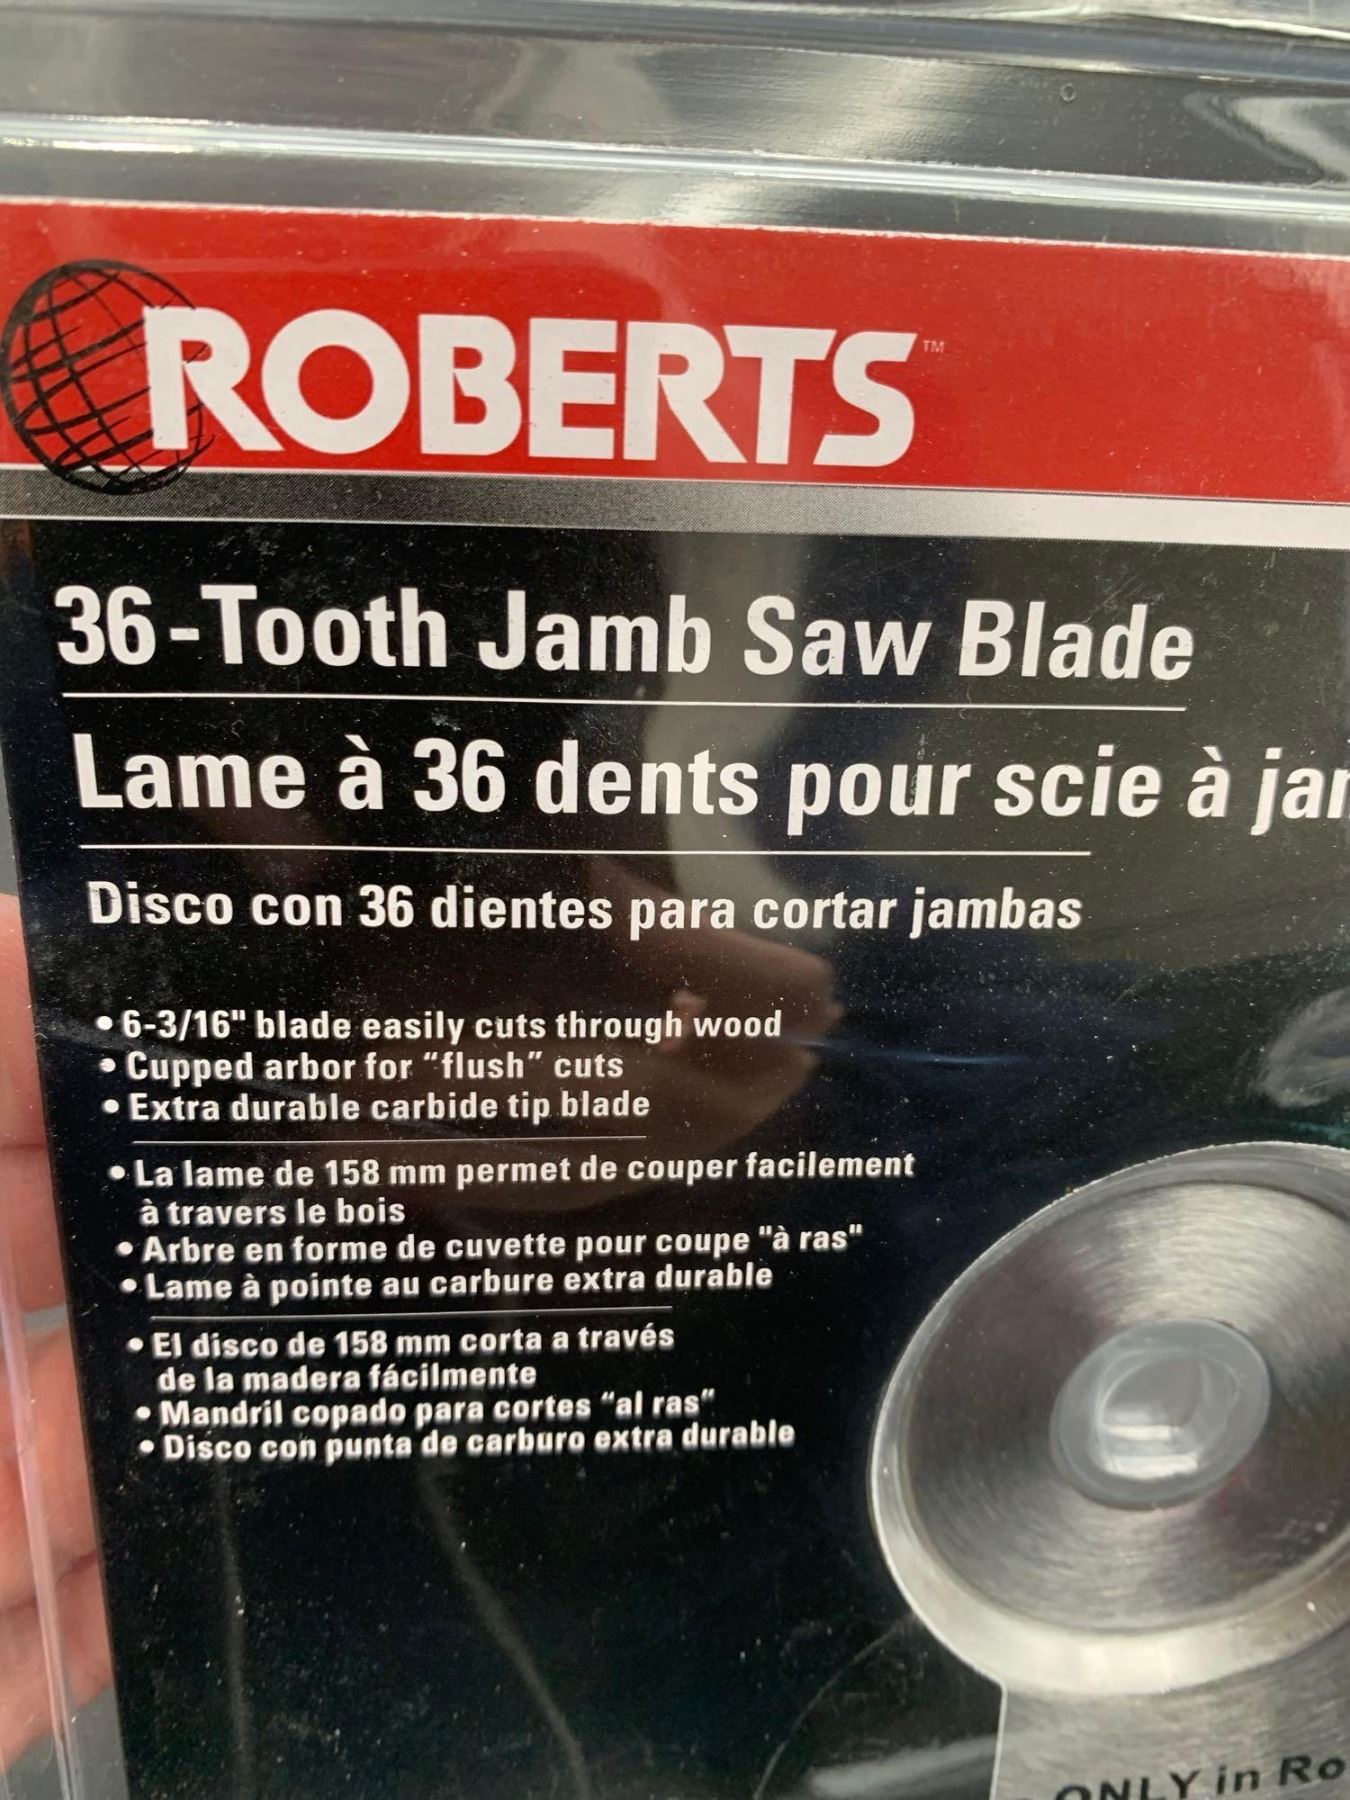 ROBERTS™
36-Tooth Jamb Saw Blade
Lame à 36 dents pour scie à
Disco con 36 dientes para cortar jambas
• 6-3/16" blade easily cuts through wood
• Cupped arbor for “flush” cuts
• Extra durable carbide tip blade
• La lame de 158 mm permet de couper facilement
à travers le bois
• Arbre en forme de cuvette pour coupe "à ras"
• Lame à pointe au carbure extra durable
• El disco de 158 mm corta a través
de la madera fácilmente
• Mandril copado para cortes “al ras”
• Disco con punta de carburo extra durable
ONLY in